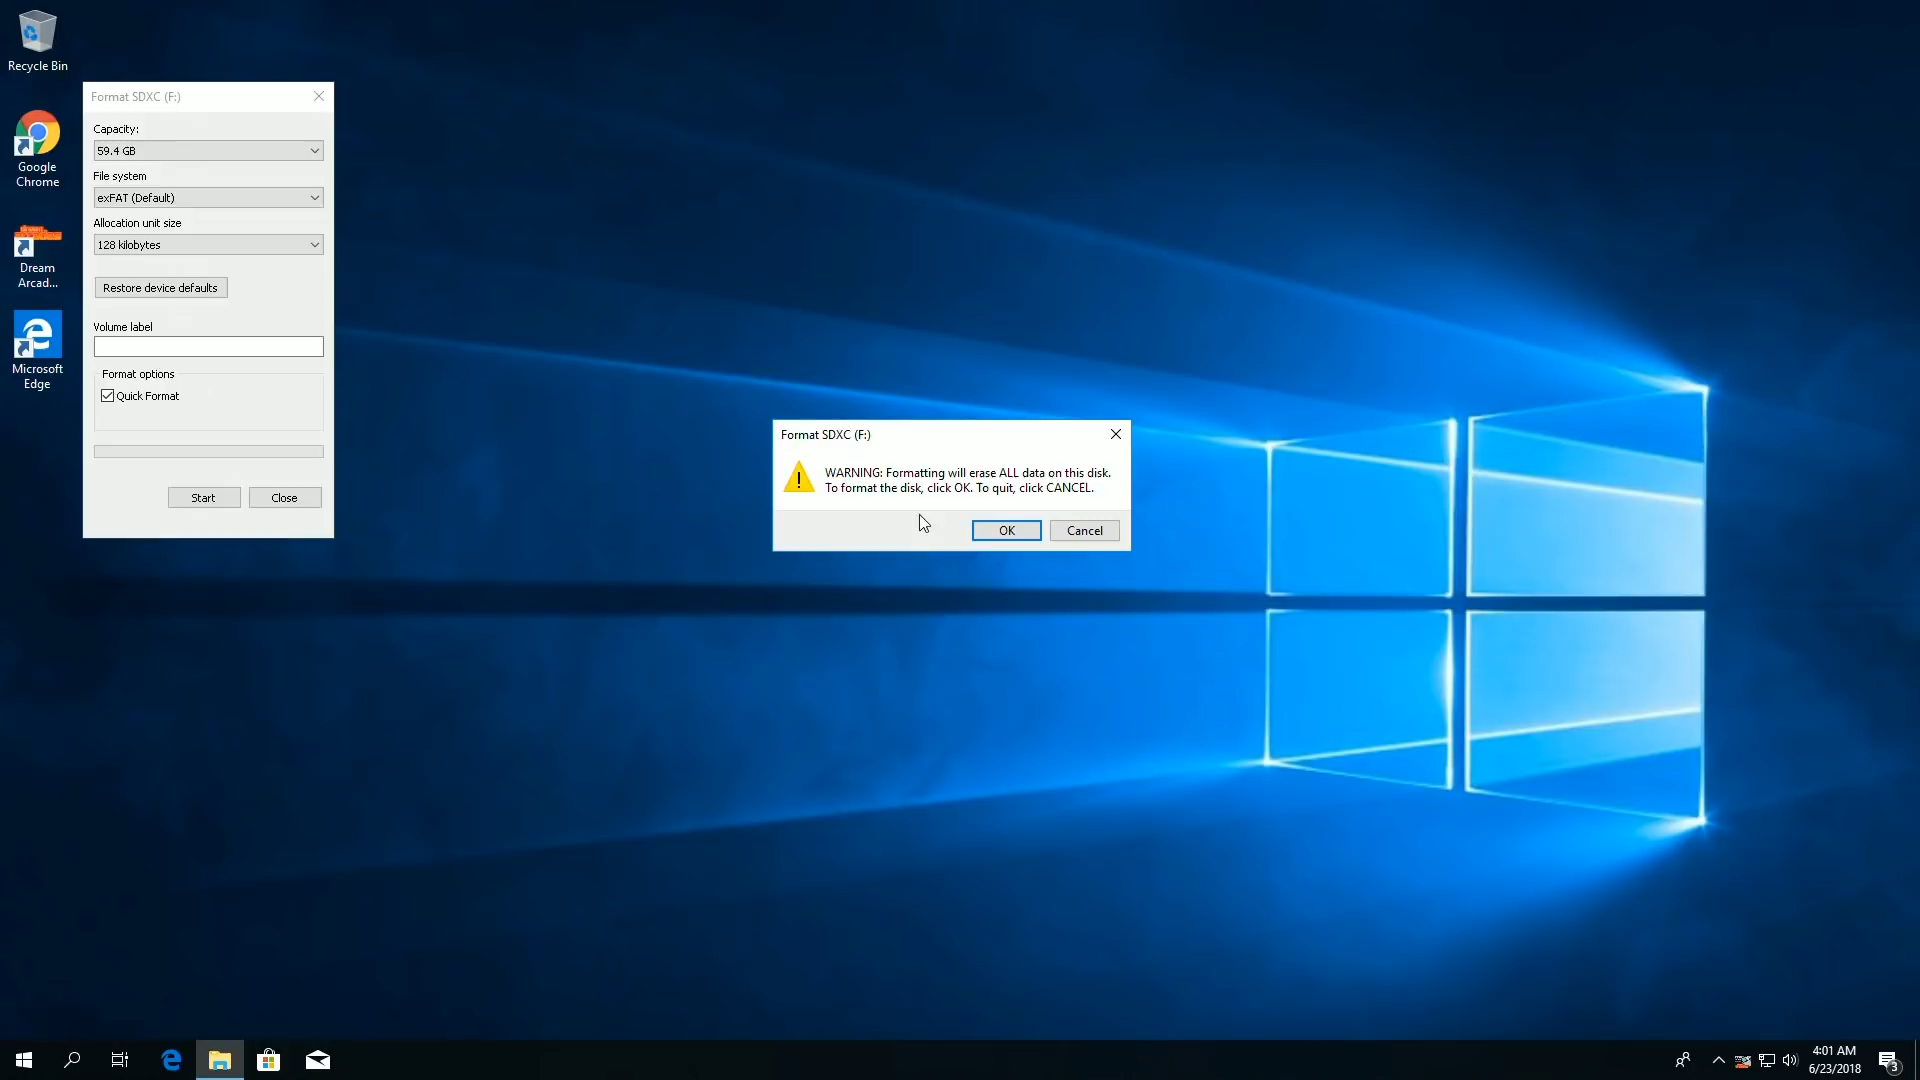 Recycle Bin
Google
Chrome
Dream
Arcad...
Microsoft
Edge
Format SDXC (F:)
Capacity:
59.4 GB
File system
exFAT (Default)
Allocation unit size
128 kilobytes
Restore device defaults
Volume label
Format options
Quick Format
Start
Close
Format SDXC (F:)
WARNING: Formatting will erase ALL data on this disk.
To format the disk, click OK. To quit, click CANCEL.
OK
Cancel
4:01 AM
6/23/2018
3